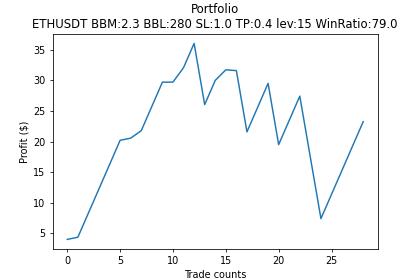 Portfolio
ETHUSDT BBM:2.3 BBL:280 SL:1.0 TP:0.4 lev:15 WinRatio:79.0
35
30
25
20
15
10
5
Profit ($)
0 5 10 15 20 25
Trade counts